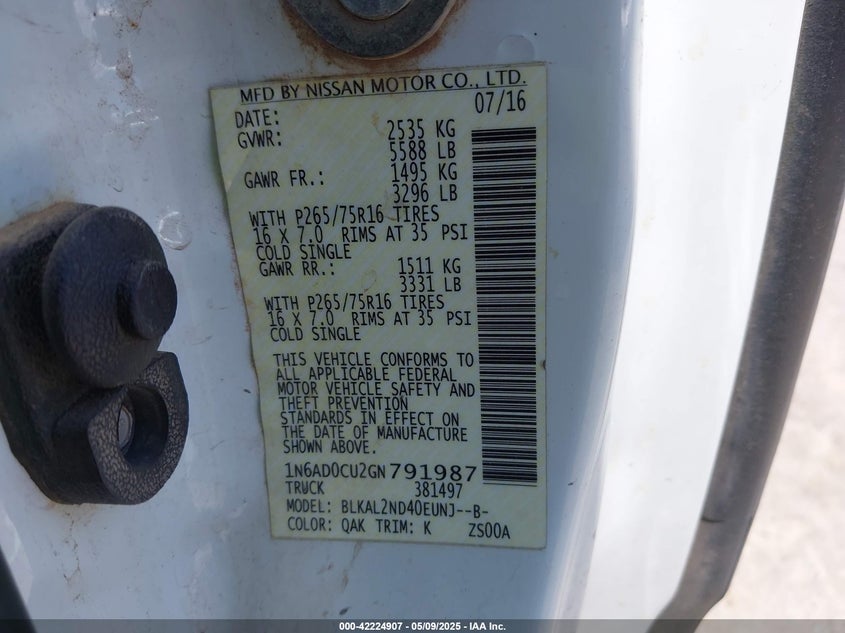 MFD BY NISSAN MOTOR CO., LTD.
DATE: 07/16
GVWR: 2535 KG
5588 LB
GAWR FR.: 1495 KG
3296 LB
WITH P265/75R16 TIRES
16 X 7.0 RIMS AT 35 PSI
COLD SINGLE
GAWR RR.: 1511 KG
3331 LB
WITH P265/75R16 TIRES
16 X 7.0 RIMS AT 35 PSI
COLD SINGLE
THIS VEHICLE CONFORMS TO
ALL APPLICABLE FEDERAL
MOTOR VEHICLE SAFETY AND
THEFT PREVENTION
STANDARDS IN EFFECT ON
THE DATE OF MANUFACTURE
SHOWN ABOVE.
1N6AD0CU2GN791987
TRUCK 381497
MODEL: BLKAL2ND40EUNJ--B-
COLOR: QAK TRIM: K ZS00A
000-42224907 - 05/09/2025 - IAA Inc.